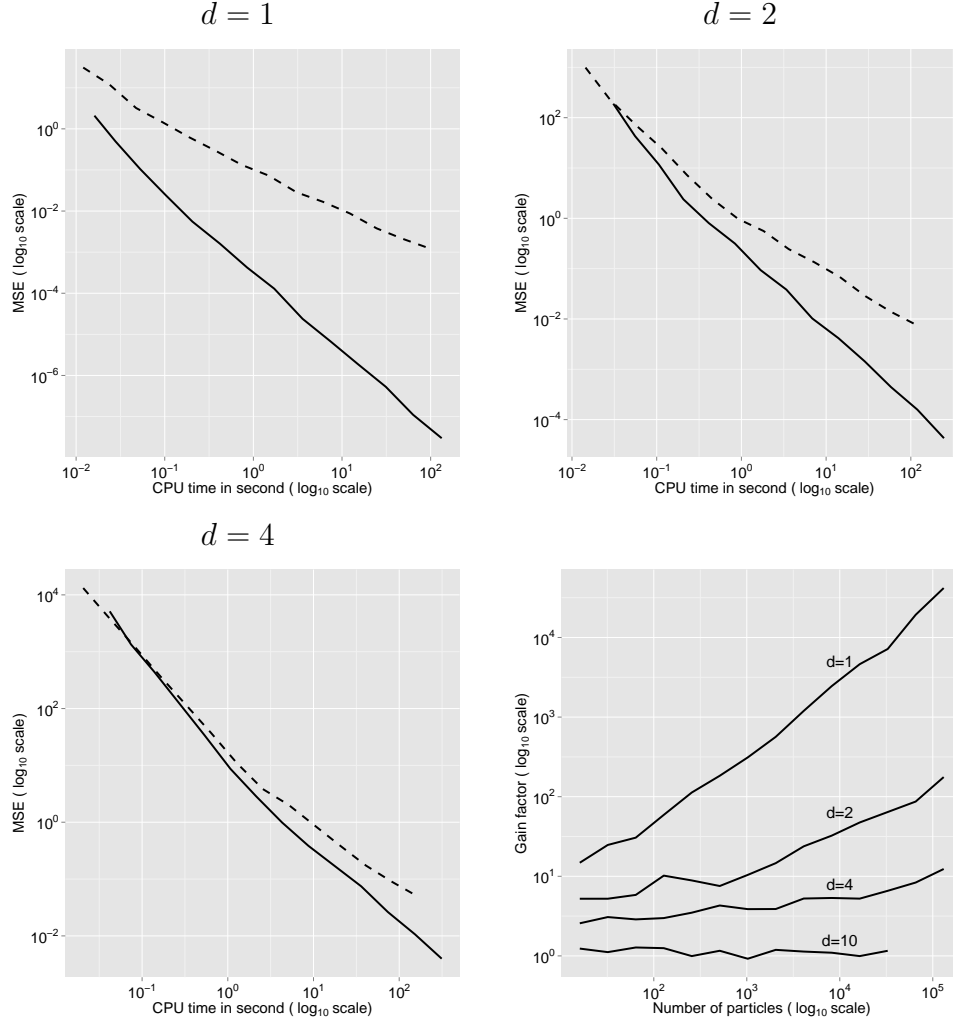 d = 1
MSE ( log10 scale)
10^0
10^−2
10^−4
10^−6
10^−2 10^−1 10^0 10^1 10^2
CPU time in second ( log10 scale)
d = 2
MSE ( log10 scale)
10^2
10^0
10^−2
10^−4
10^−2 10^−1 10^0 10^1 10^2
CPU time in second ( log10 scale)
d = 4
MSE ( log10 scale)
10^4
10^2
10^0
10^−2
10^−1 10^0 10^1 10^2
CPU time in second ( log10 scale)
Gain factor ( log10 scale)
10^4
10^3
10^2
10^1
10^0
d=1
d=2
d=4
d=10
10^2 10^3 10^4 10^5
Number of particles ( log10 scale)